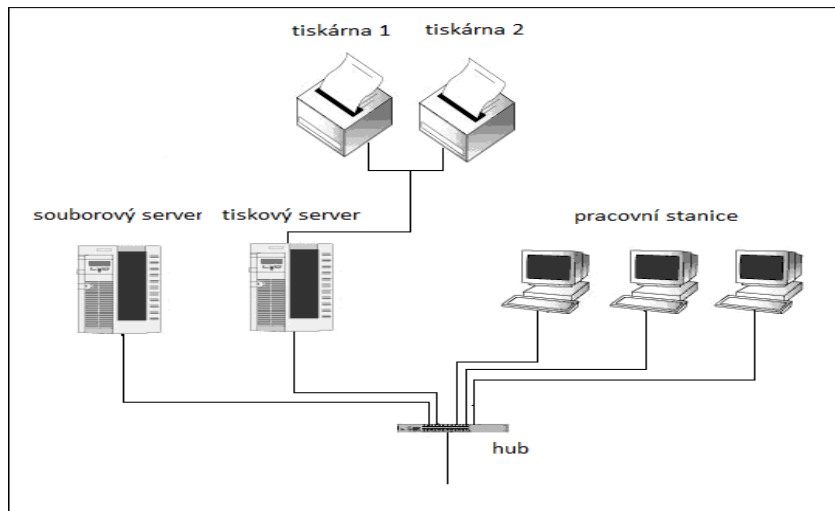 tiskárna 1 tiskárna 2
souborový server tiskový server pracovní stanice
hub